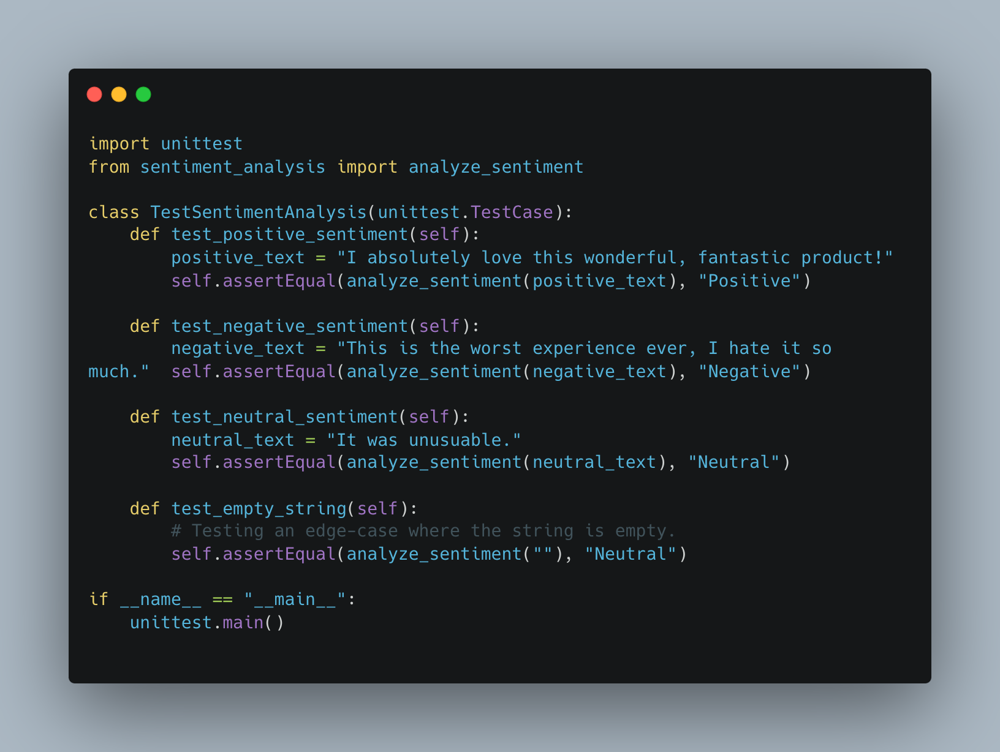 import unittest
from sentiment_analysis import analyze_sentiment

class TestSentimentAnalysis(unittest.TestCase):
    def test_positive_sentiment(self):
        positive_text = "I absolutely love this wonderful, fantastic product!"
        self.assertEqual(analyze_sentiment(positive_text), "Positive")

    def test_negative_sentiment(self):
        negative_text = "This is the worst experience ever, I hate it so
much."  self.assertEqual(analyze_sentiment(negative_text), "Negative")

    def test_neutral_sentiment(self):
        neutral_text = "It was unusuable."
        self.assertEqual(analyze_sentiment(neutral_text), "Neutral")

    def test_empty_string(self):
        # Testing an edge-case where the string is empty.
        self.assertEqual(analyze_sentiment(""), "Neutral")

if __name__ == "__main__":
    unittest.main()